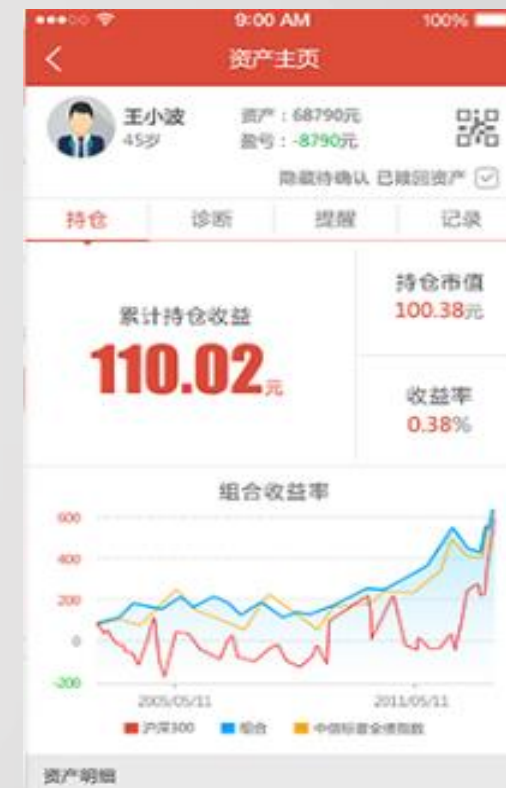 9:00 AM 100%
资产主页
王小波 资产：68790元
45岁 盈亏：-8790元
隐藏待确认 已赎回资产
持仓 诊断 提醒 记录
累计持仓收益
110.02元
持仓市值
100.38元
收益率
0.38%
组合收益率
600
400
200
0
-200
2005/05/11 2011/05/11
沪深300 组合 中信标普全债指数
资产明细